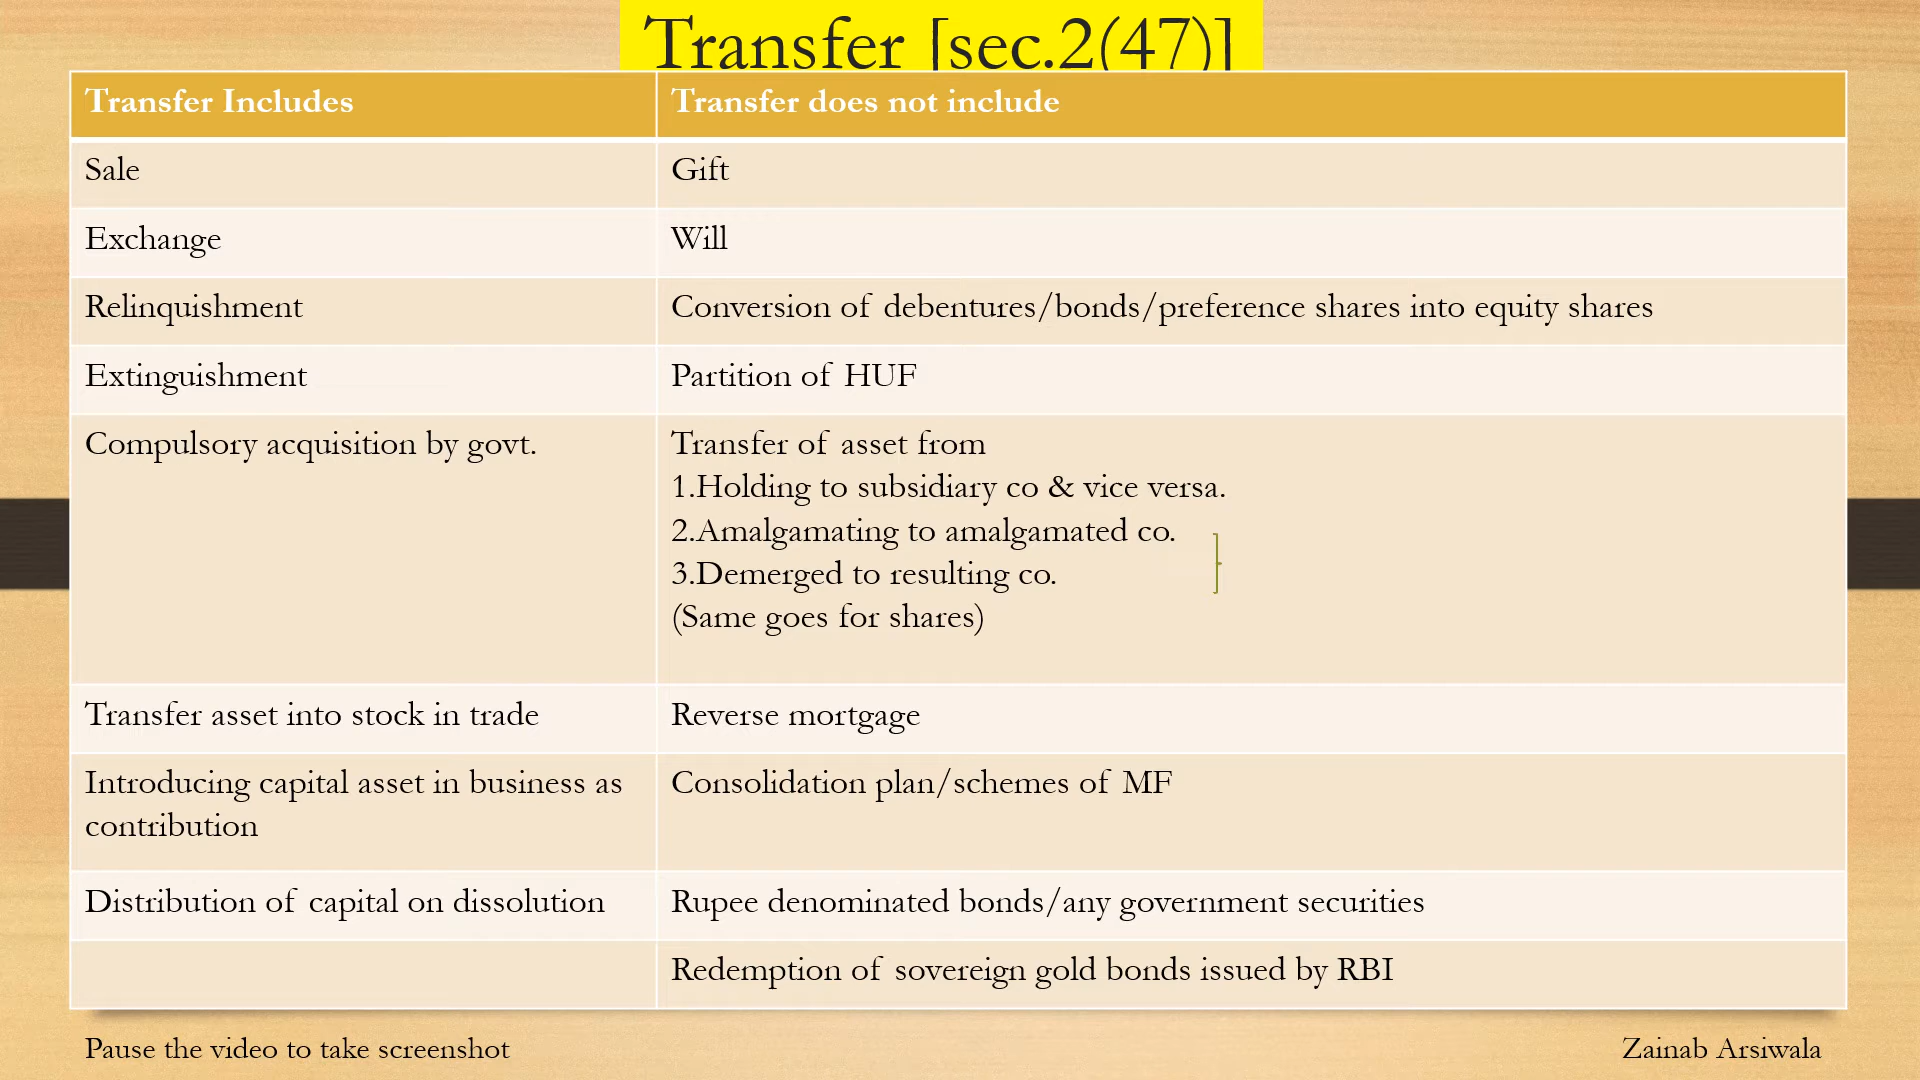 Transfer [sec.2(47)]
Transfer Includes
Transfer does not include
Sale
Gift
Exchange
Will
Relinquishment
Conversion of debentures/bonds/preference shares into equity shares
Extinguishment
Partition of HUF
Compulsory acquisition by govt.
Transfer of asset from
1.Holding to subsidiary co & vice versa.
2.Amalgamating to amalgamated co.
3.Demerged to resulting co.
(Same goes for shares)
Transfer asset into stock in trade
Reverse mortgage
Introducing capital asset in business as
contribution
Consolidation plan/schemes of MF
Distribution of capital on dissolution
Rupee denominated bonds/any government securities
Redemption of sovereign gold bonds issued by RBI
Pause the video to take screenshot
Zainab Arsiwala